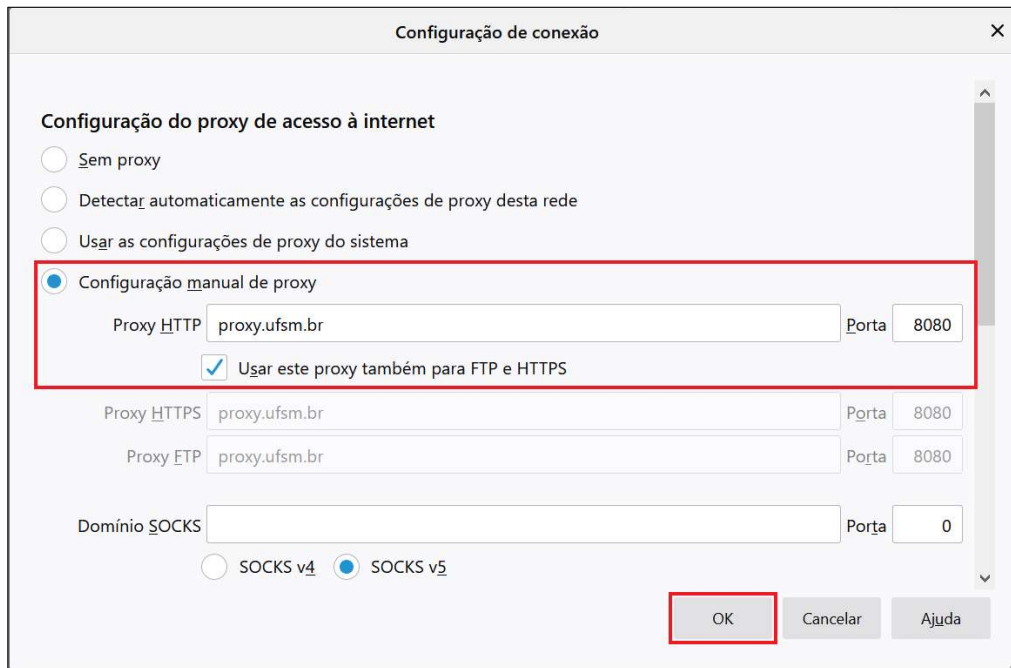 Configuração de conexão
Configuração do proxy de acesso à internet
Sem proxy
Detectar automaticamente as configurações de proxy desta rede
Usar as configurações de proxy do sistema
Configuração manual de proxy
Proxy HTTP proxy.ufsm.br Porta 8080
Usar este proxy também para FTP e HTTPS
Proxy HTTPS proxy.ufsm.br Porta 8080
Proxy FTP proxy.ufsm.br Porta 8080
Domínio SOCKS Porta 0
SOCKS v4 SOCKS v5
OK Cancelar Ajuda